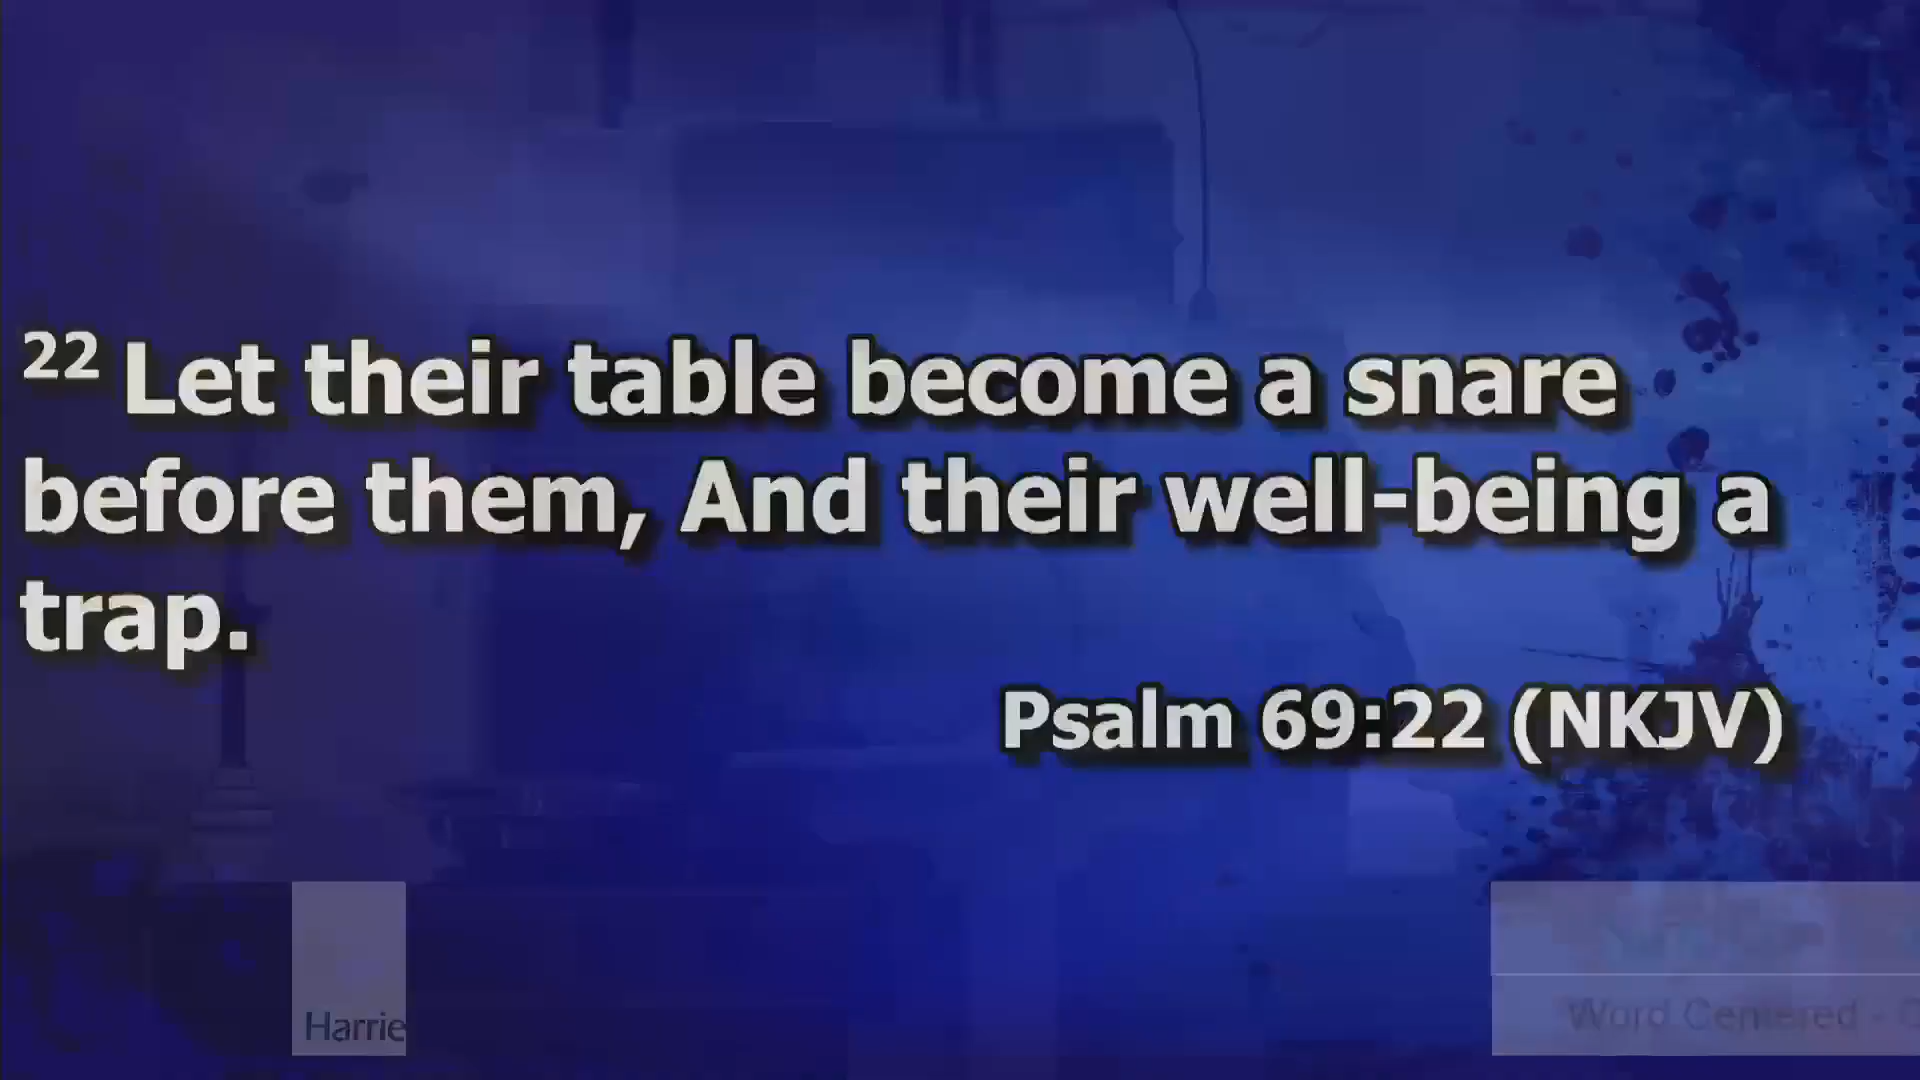 22 Let their table become a snare
before them, And their well-being a
trap.
Psalm 69:22 (NKJV)
Harrie
Word Centered -